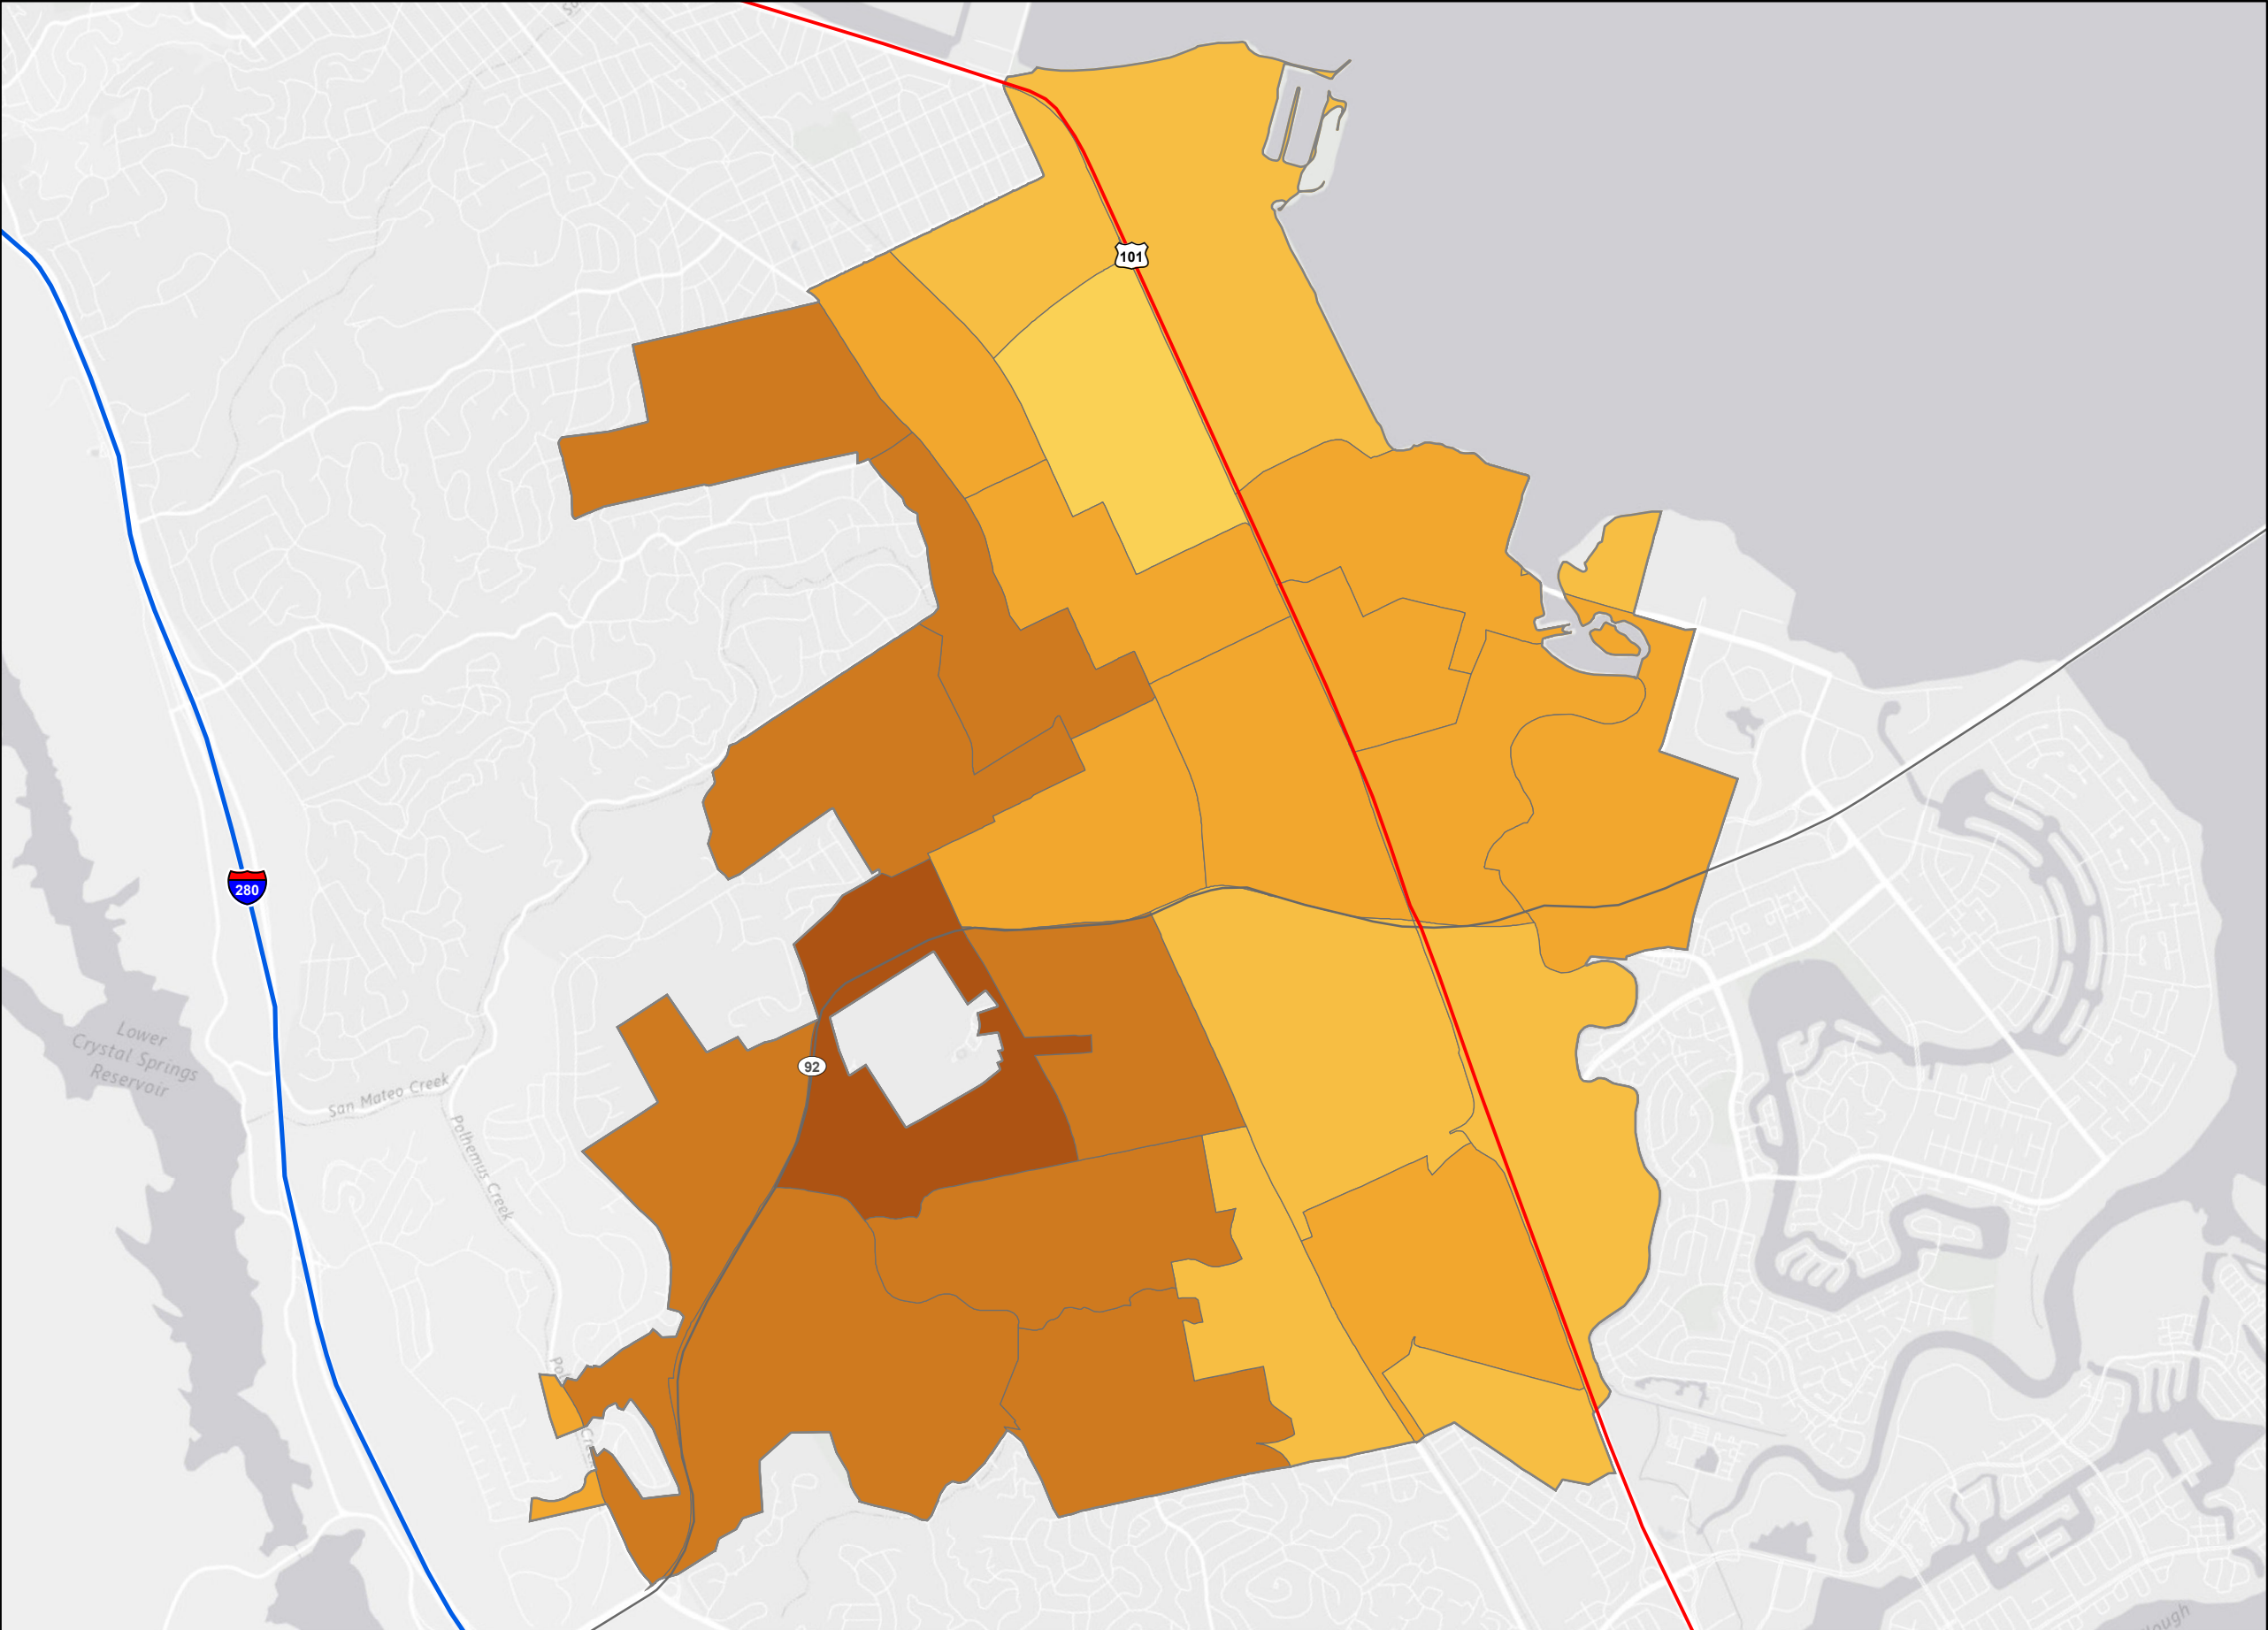 101
280
Lower
Crystal Springs
Reservoir
92
San Mateo Creek
Polhemus Creek